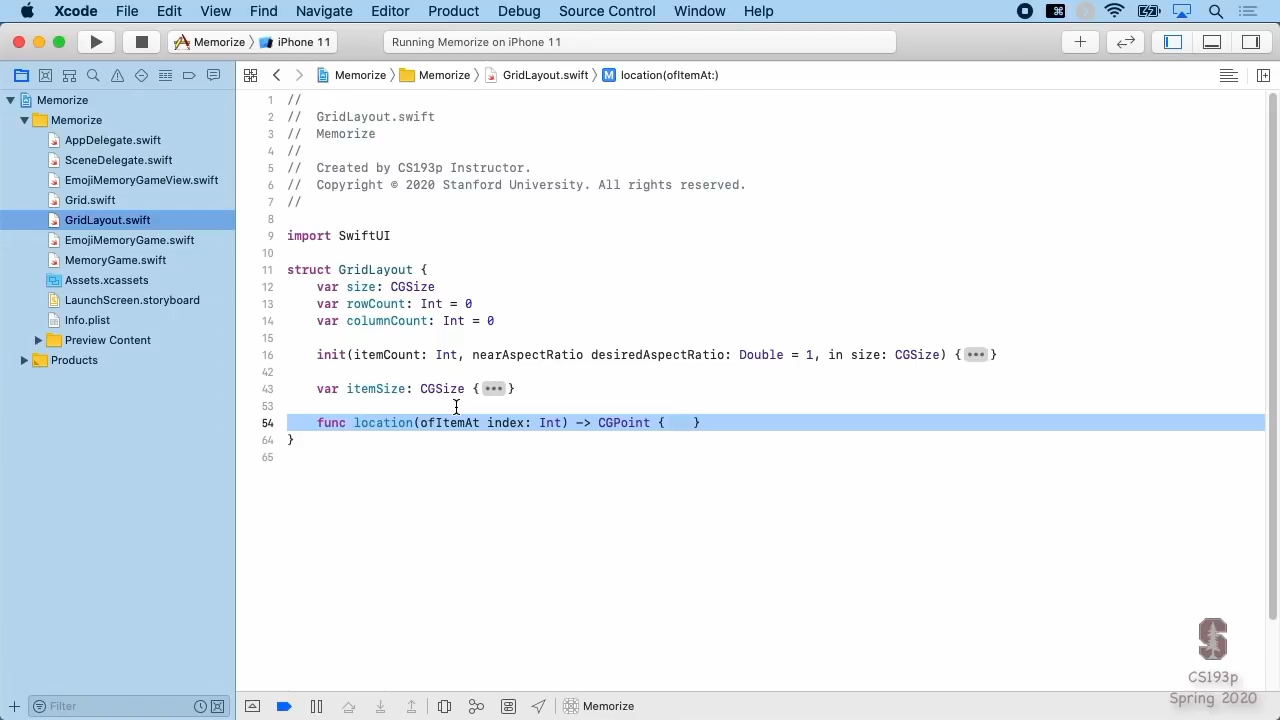 Xcode File Edit View Find Navigate Editor Product Debug Source Control Window Help
Memorize iPhone 11
Running Memorize on iPhone 11
Memorize Memorize GridLayout.swift M location(ofItemAt:)
Memorize
Memorize
AppDelegate.swift
SceneDelegate.swift
EmojiMemoryGameView.swift
Grid.swift
GridLayout.swift
EmojiMemoryGame.swift
MemoryGame.swift
Assets.xcassets
LaunchScreen.storyboard
Info.plist
Preview Content
Products
Filter
1 //
2 // GridLayout.swift
3 // Memorize
4 //
5 // Created by CS193p Instructor.
6 // Copyright © 2020 Stanford University. All rights reserved.
7 //
8
9 import SwiftUI
10
11 struct GridLayout {
12 var size: CGSize
13 var rowCount: Int = 0
14 var columnCount: Int = 0
15
16 init(itemCount: Int, nearAspectRatio desiredAspectRatio: Double = 1, in size: CGSize) {•••}
42
43 var itemSize: CGSize {•••}
53
54 func location(ofItemAt index: Int) -> CGPoint { }
64 }
65
Memorize
S
CS193p
Spring 2020